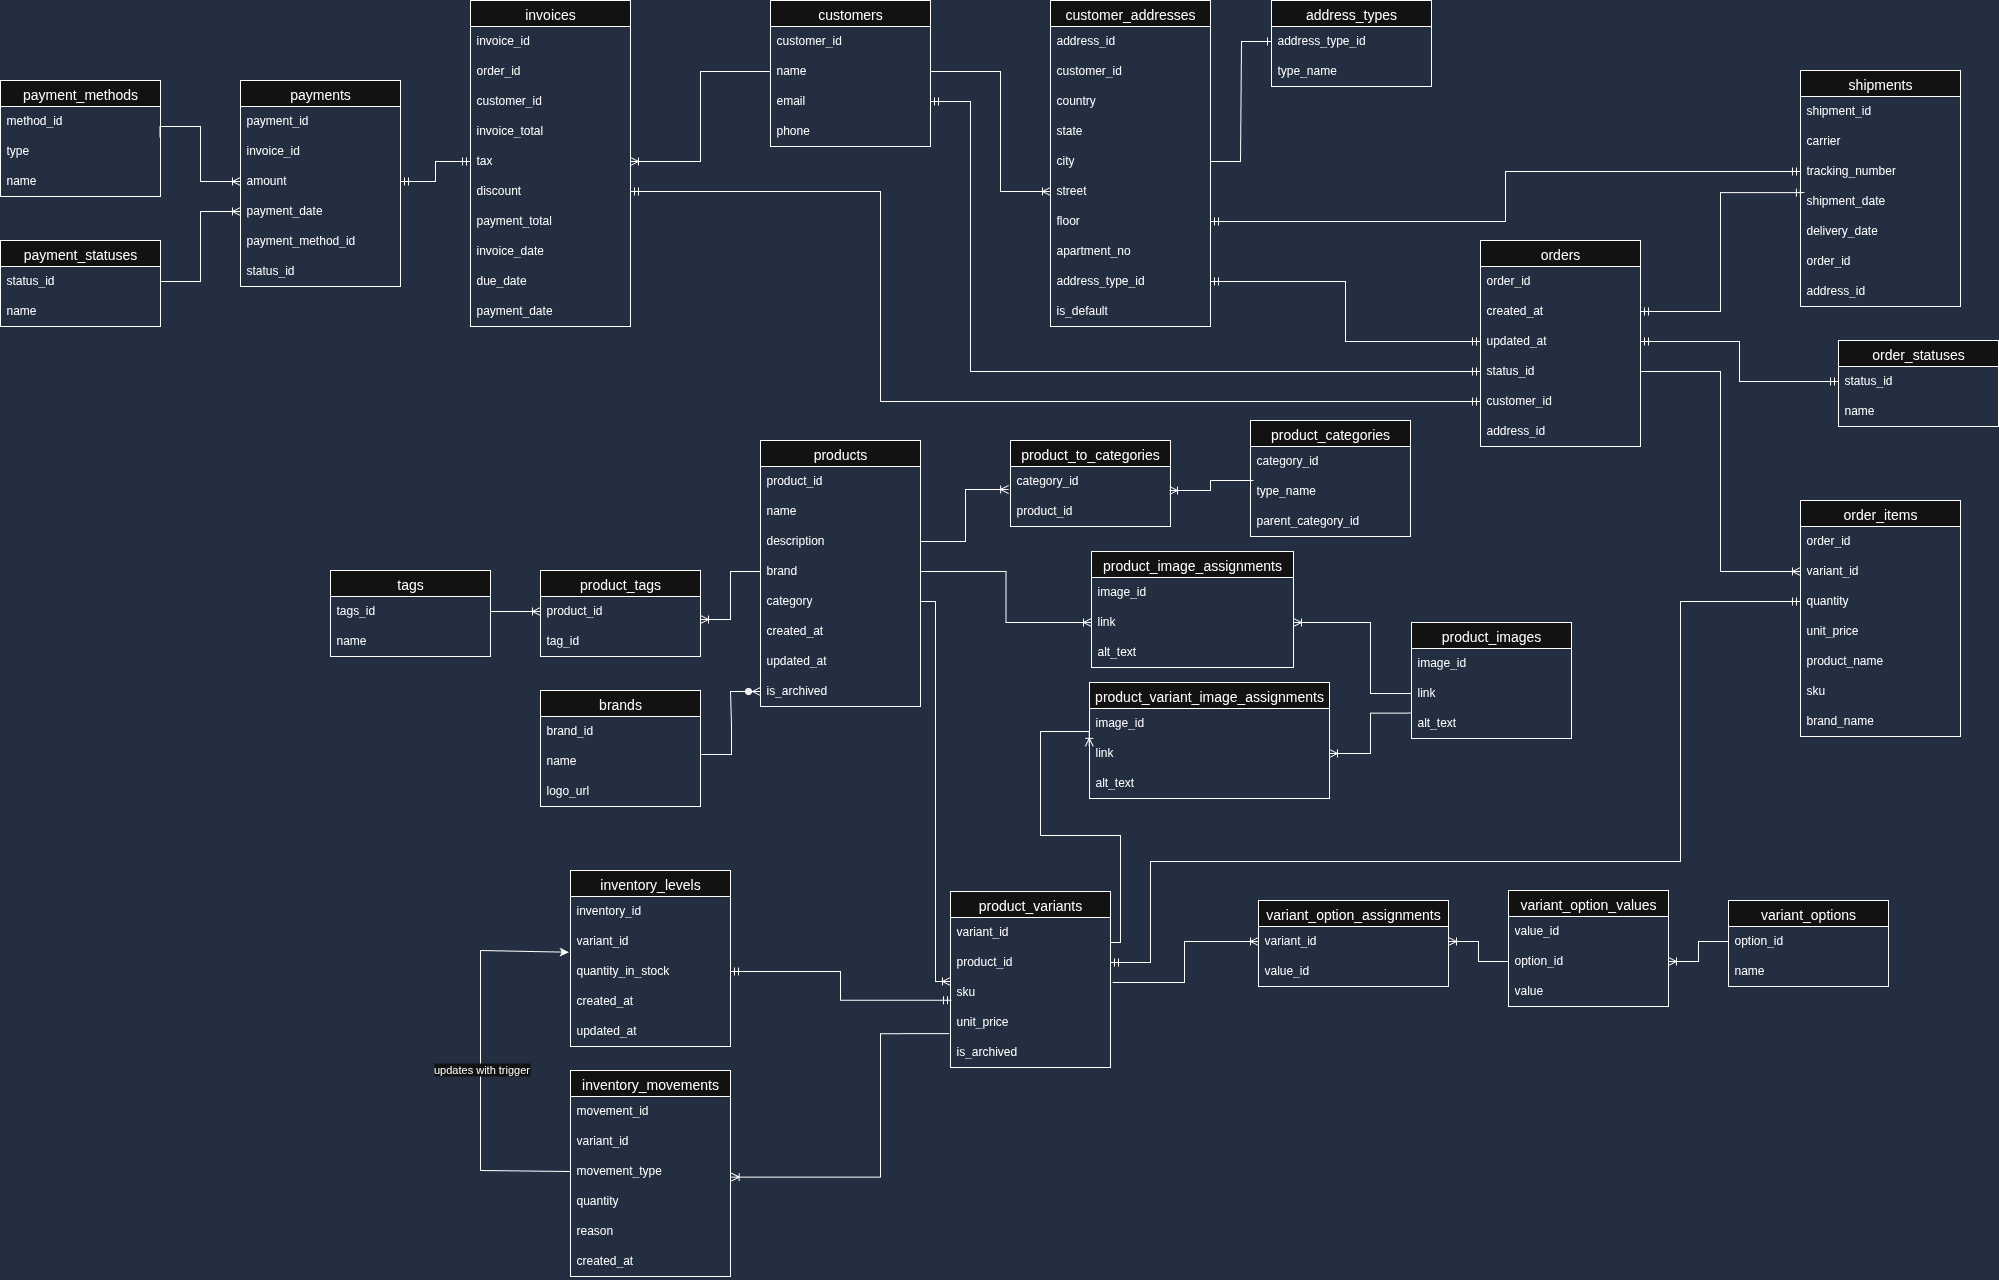 invoices
invoice_id
order_id
customer_id
invoice_total
tax
discount
payment_total
invoice_date
due_date
payment_date
customers
customer_id
name
email
phone
customer_addresses
address_id
customer_id
country
state
city
street
floor
apartment_no
address_type_id
is_default
address_types
address_type_id
type_name
payment_methods
method_id
type
name
payments
payment_id
invoice_id
amount
payment_date
payment_method_id
status_id
shipments
shipment_id
carrier
tracking_number
shipment_date
delivery_date
order_id
address_id
payment_statuses
status_id
name
orders
order_id
created_at
updated_at
status_id
customer_id
address_id
order_statuses
status_id
name
products
product_id
name
description
brand
category
created_at
updated_at
is_archived
product_to_categories
category_id
product_id
product_categories
category_id
type_name
parent_category_id
order_items
order_id
variant_id
quantity
unit_price
product_name
sku
brand_name
tags
tags_id
name
product_tags
product_id
tag_id
product_image_assignments
image_id
link
alt_text
product_images
image_id
link
alt_text
product_variant_image_assignments
image_id
link
alt_text
brands
brand_id
name
logo_url
inventory_levels
inventory_id
variant_id
quantity_in_stock
created_at
updated_at
product_variants
variant_id
product_id
sku
unit_price
is_archived
variant_option_assignments
variant_id
value_id
variant_option_values
value_id
option_id
value
variant_options
option_id
name
updates with trigger
inventory_movements
movement_id
variant_id
movement_type
quantity
reason
created_at